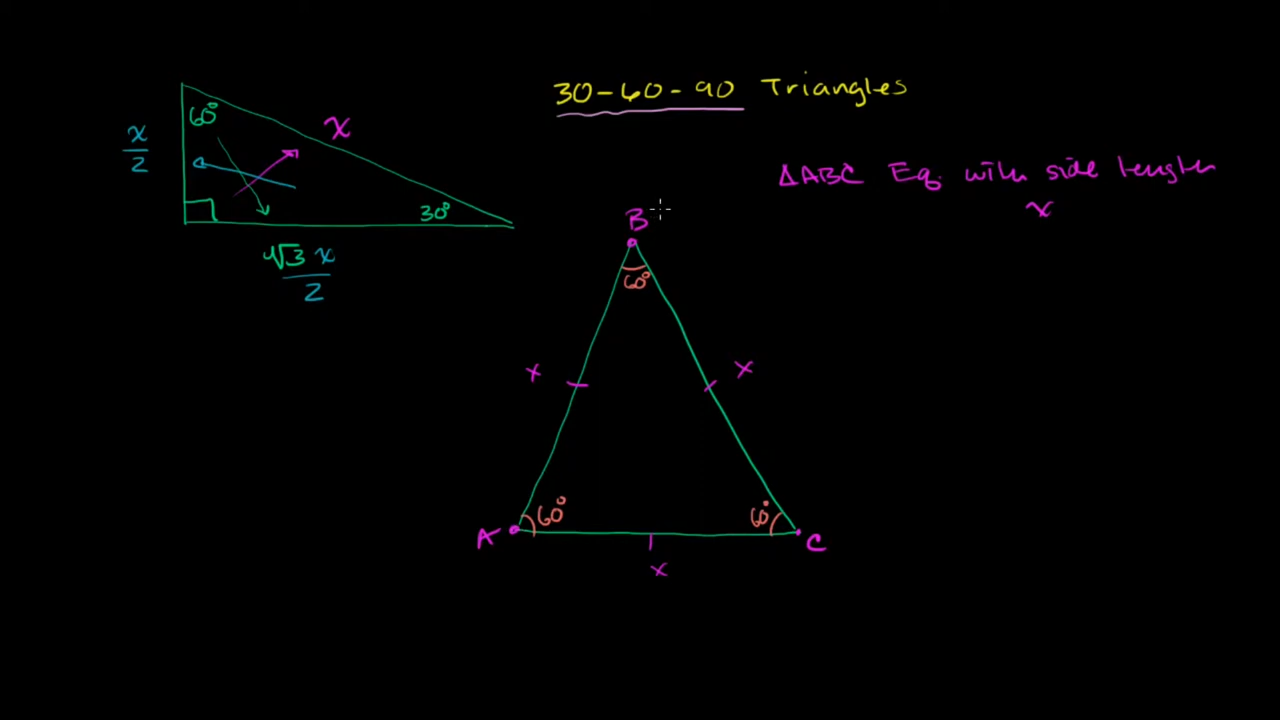 30-60-90 Triangles
60°
x
x/2
30°
√3 x/2
ΔABC Eq. with side length
x
B
60°
x
x
A
60°
60°
C
x